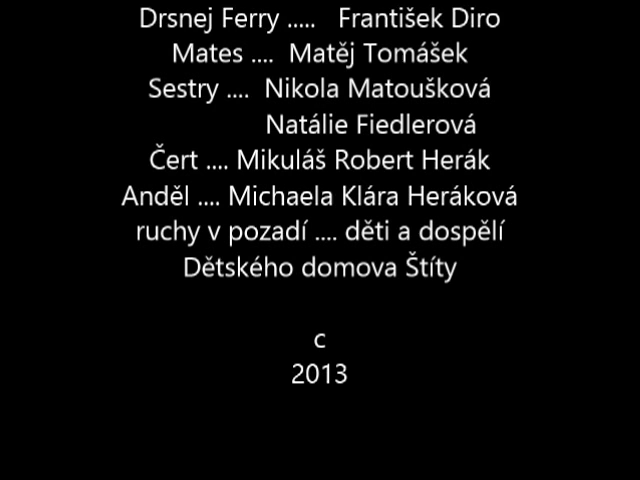 Drsnej Ferry ..... František Diro
Mates .... Matěj Tomášek
Sestry .... Nikola Matoušková
Natálie Fiedlerová
Čert .... Mikuláš Robert Herák
Anděl .... Michaela Klára Heráková
ruchy v pozadí .... děti a dospělí
Dětského domova Štíty
c
2013